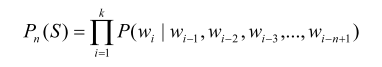 P_n(S) = ∏_{i=1}^{k} P(w_i | w_{i-1}, w_{i-2}, w_{i-3},..., w_{i-n+1})